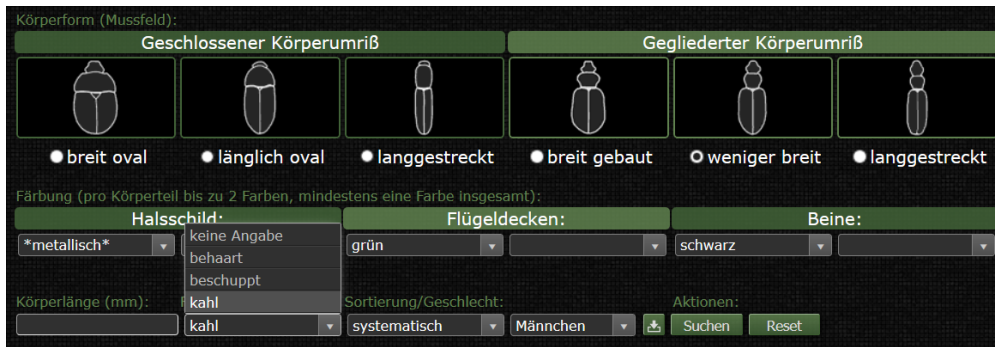 Körperform (Mussfeld):
Geschlossener Körperumriß Gegliederter Körperumriß
breit oval länglich oval langgestreckt breit gebaut weniger breit langgestreckt
Färbung (pro Körperteil bis zu 2 Farben, mindestens eine Farbe insgesamt):
Halsschild: Flügeldecken: Beine:
*metallisch* grün schwarz
keine Angabe
behaart
beschuppt
kahl
Körperlänge (mm): Sortierung/Geschlecht: Aktionen:
kahl systematisch Männchen Suchen Reset